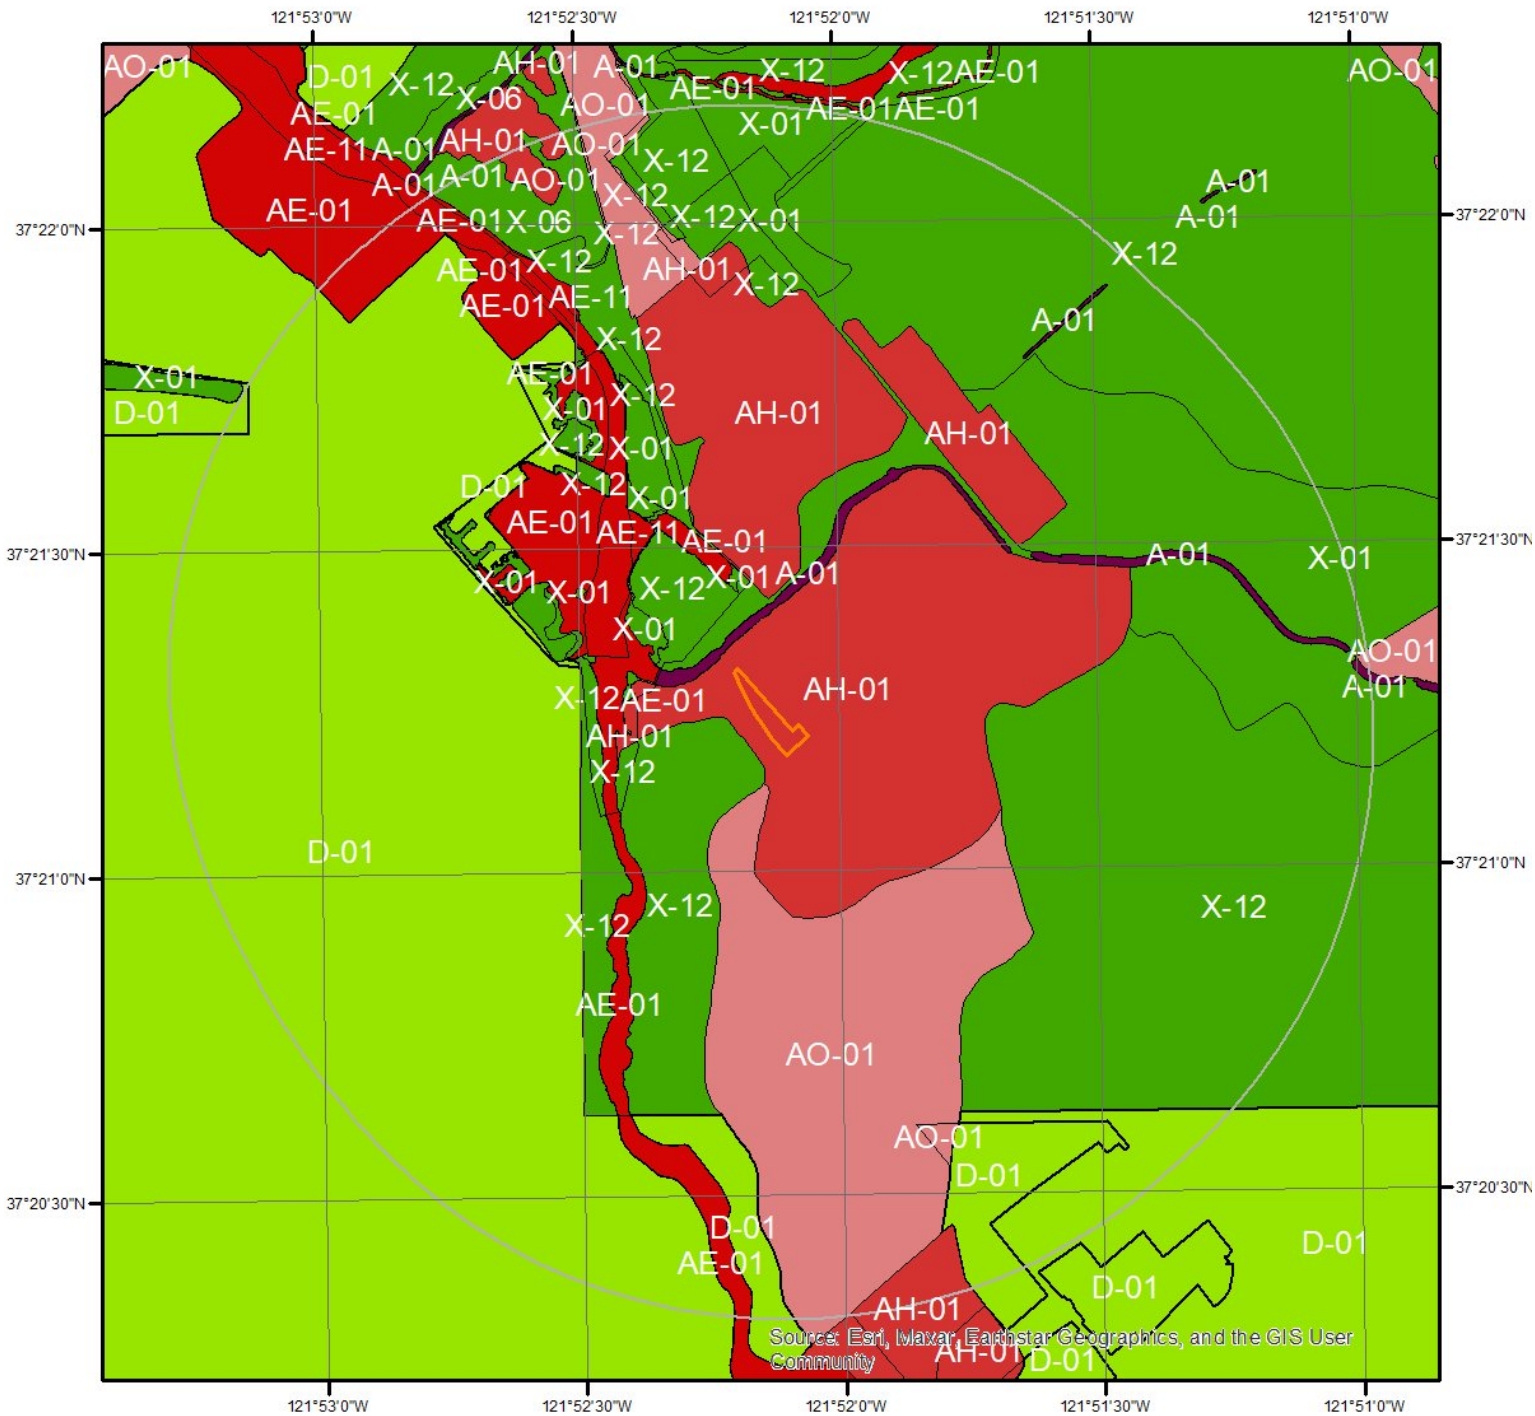 121°53'0"W 121°52'30"W 121°52'0"W 121°51'30"W 121°51'0"W
AO-01 D-01 X-12 AH-01 A-01 X-12 X-12 AE-01 AO-01
X-06 AO-01 AE-01
AE-01 AE-01 AE-01
X-01
AE-11 A-01 AH-01 AO-01
X-12
A-01 A-01 AO-01 X-12 A-01
AE-01 AE-01 X-06 X-12 X-01 A-01
37°22'0"N 37°22'0"N
X-12
AE-01 X-12 AH-01 X-12
X-12
AE-01 AE-11
A-01
X-12
X-01 AE-01 X-12
D-01 X-01 AH-01
X-12 X-01 AH-01
D-01 X-12 X-01
AE-01 AE-11 AE-01
37°21'30"N 37°21'30"N
A-01 X-01
X-01 X-01 X-12 X-01 A-01
X-01
AO-01
X-12 AE-01 AH-01 A-01
AH-01
X-12
D-01
37°21'0"N 37°21'0"N
X-12 X-12
X-12
AE-01
AO-01
AO-01
D-01
37°20'30"N 37°20'30"N
D-01 D-01
AE-01
D-01
AH-01
Source: Esri, Maxar, Earthstar Geographics, and the GIS User
Community
AH-01 D-01
121°53'0"W 121°52'30"W 121°52'0"W 121°51'30"W 121°51'0"W